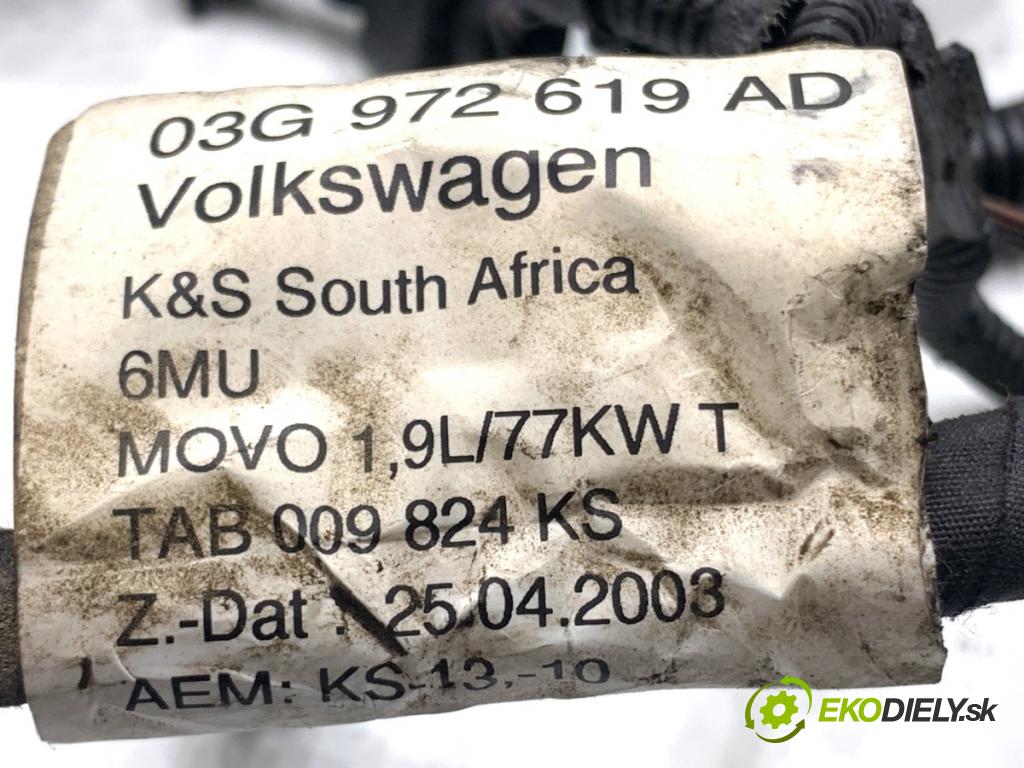 03G 972 619 AD
Volkswagen
K&S South Africa
6MU
MOVO 1,9L/77KW T
TAB 009 824 KS
Z.-Dat : 25.04.2003
AEM: KS-13.-10
EKODIELY.sk